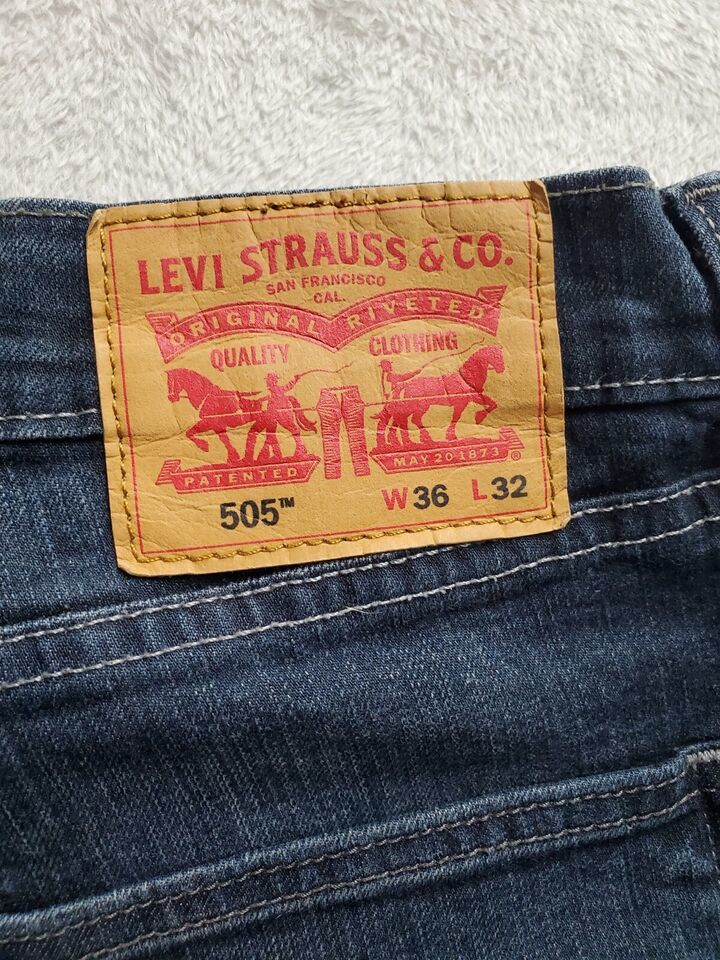 LEVI STRAUSS & CO.
SAN FRANCISCO
CAL.
ORIGINAL RIVETED
QUALITY CLOTHING
PATENTED MAY 20 1873 ®
505™ W36 L32